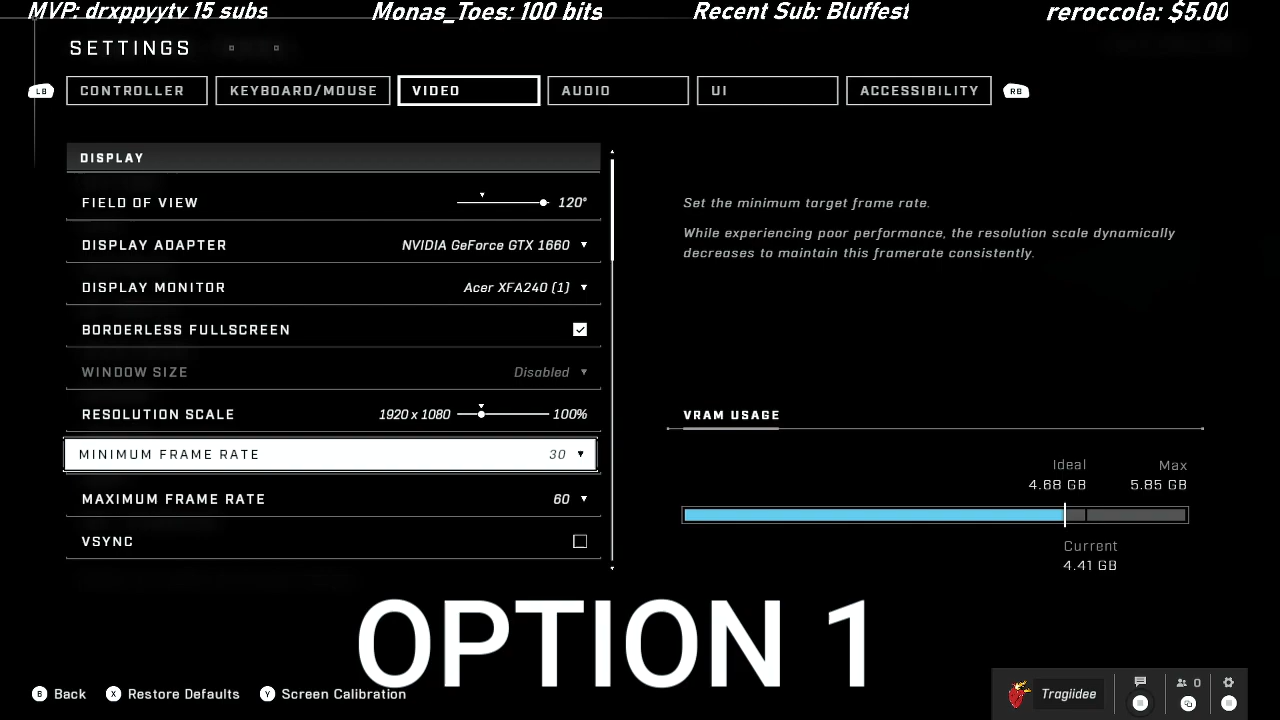 MVP: drxppyytv 15 subs Monas_Toes: 100 bits Recent Sub: Bluffest reroccola: $5.00
SETTINGS
LB CONTROLLER KEYBOARD/MOUSE VIDEO AUDIO UI ACCESSIBILITY RB
DISPLAY
FIELD OF VIEW 120°
DISPLAY ADAPTER NVIDIA GeForce GTX 1660
DISPLAY MONITOR Acer XFA240 [1]
BORDERLESS FULLSCREEN
WINDOW SIZE Disabled
RESOLUTION SCALE 1920 x 1080 100%
MINIMUM FRAME RATE 30
MAXIMUM FRAME RATE 60
VSYNC
Set the minimum target frame rate.
While experiencing poor performance, the resolution scale dynamically
decreases to maintain this framerate consistently.
VRAM USAGE
Ideal Max
4.68 GB 5.85 GB
Current
4.41 GB
OPTION 1
B Back X Restore Defaults Y Screen Calibration
Tragiidee 0